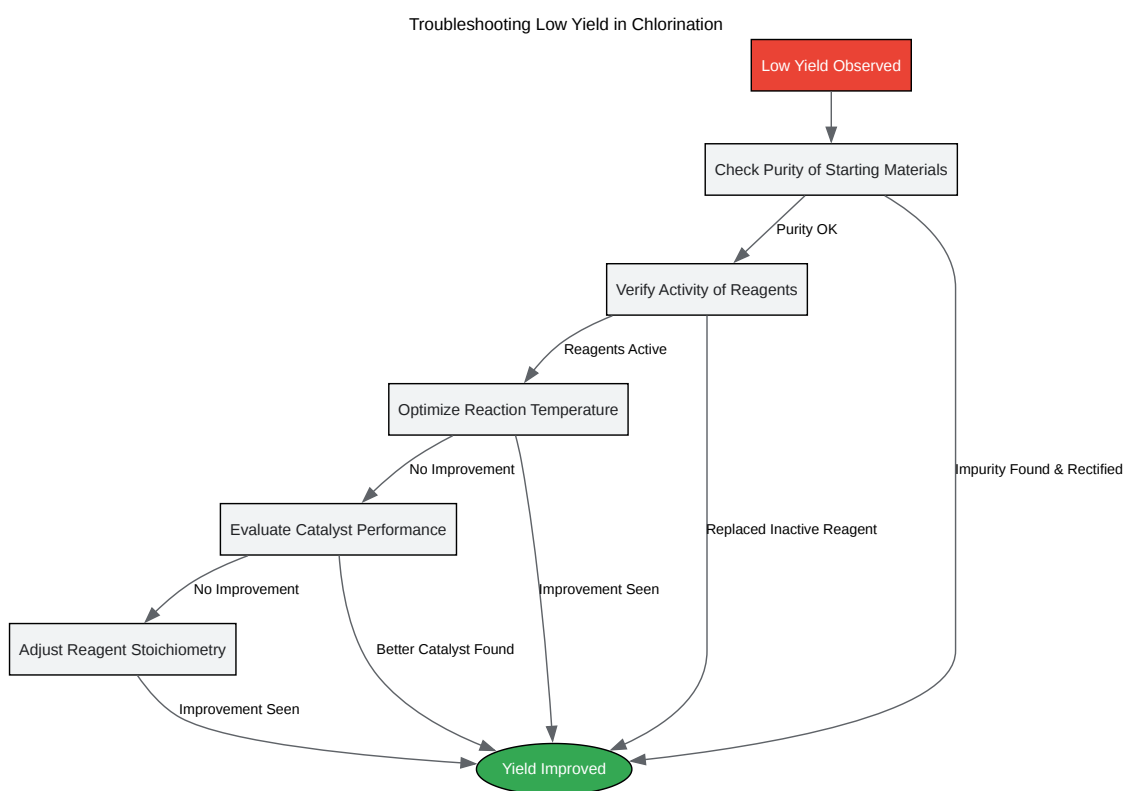 Troubleshooting Low Yield in Chlorination
Low Yield Observed
Check Purity of Starting Materials
Purity OK
Verify Activity of Reagents
Reagents Active
Optimize Reaction Temperature
No Improvement
Impurity Found & Rectified
Evaluate Catalyst Performance
Replaced Inactive Reagent
No Improvement
Improvement Seen
Adjust Reagent Stoichiometry
Better Catalyst Found
Improvement Seen
Yield Improved